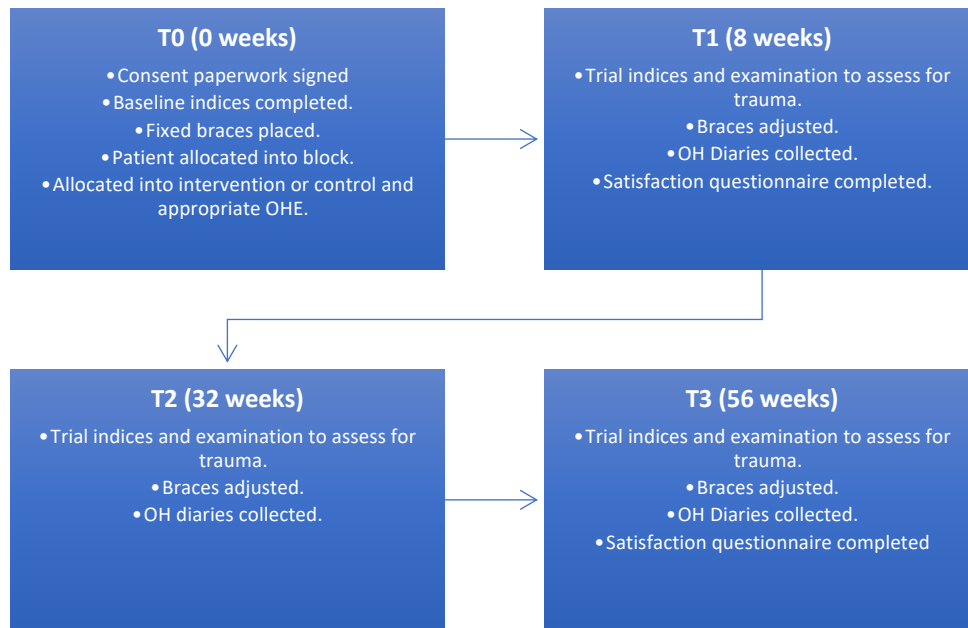 T0 (0 weeks)
•Consent paperwork signed
•Baseline indices completed.
•Fixed braces placed.
•Patient allocated into block.
•Allocated into intervention or control and
appropriate OHE.
T1 (8 weeks)
•Trial indices and examination to assess for
trauma.
•Braces adjusted.
•OH Diaries collected.
•Satisfaction questionnaire completed.
T2 (32 weeks)
•Trial indices and examination to assess for
trauma.
•Braces adjusted.
•OH diaries collected.
T3 (56 weeks)
•Trial indices and examination to assess for
trauma.
•Braces adjusted.
•OH Diaries collected.
•Satisfaction questionnaire completed